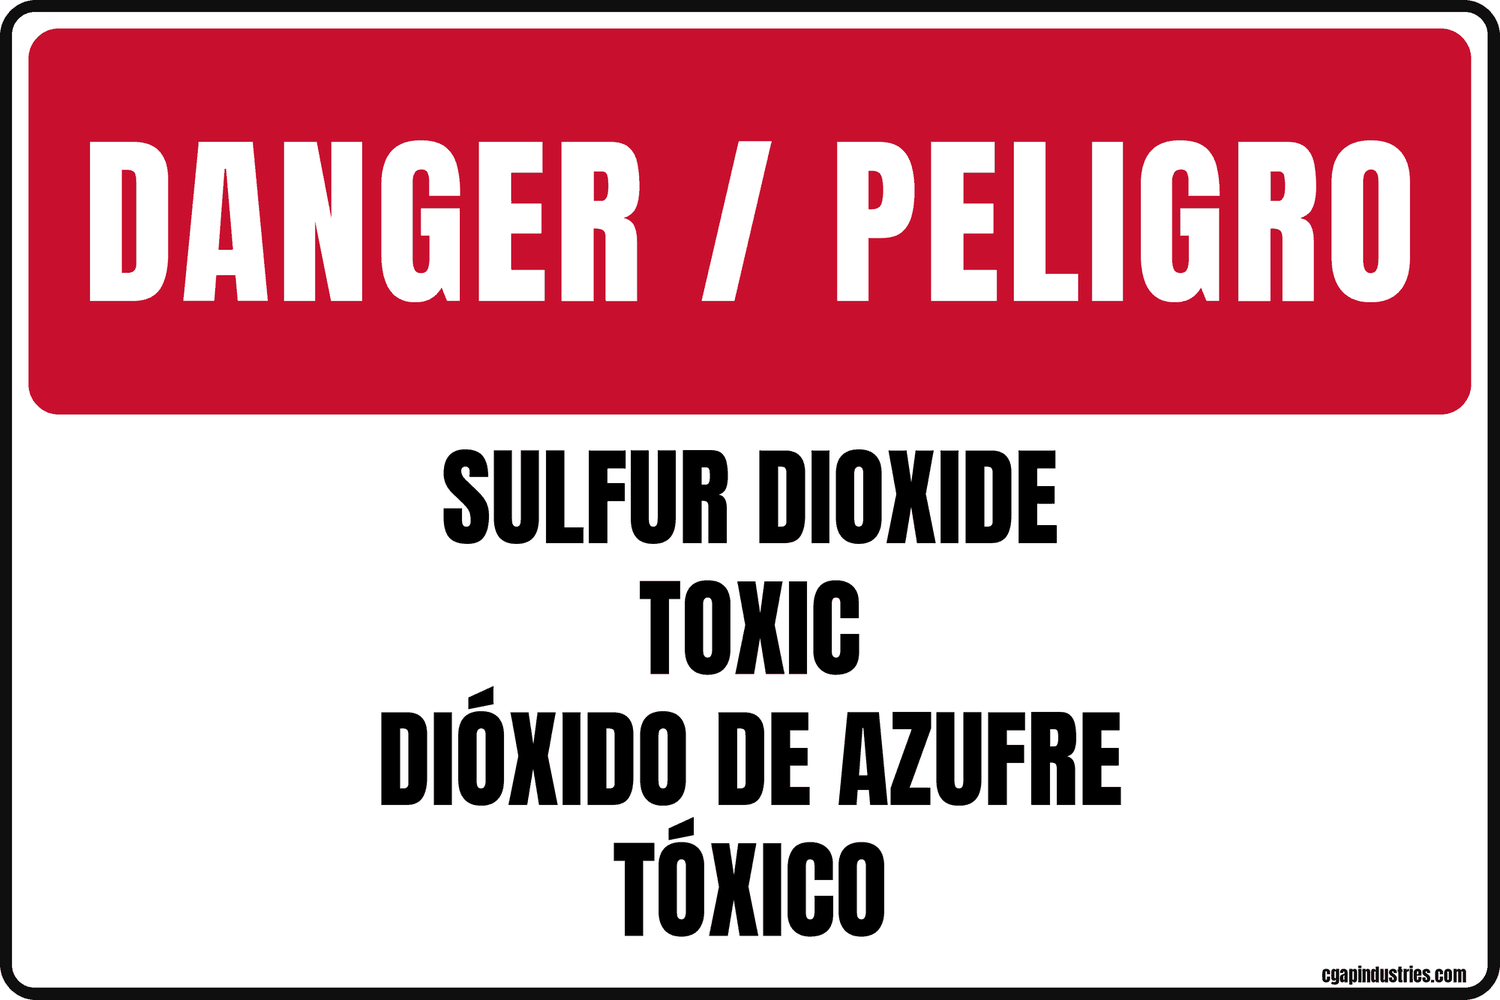 DANGER / PELIGRO
SULFUR DIOXIDE
TOXIC
DIÓXIDO DE AZUFRE
TÓXICO
cgapindustries.com